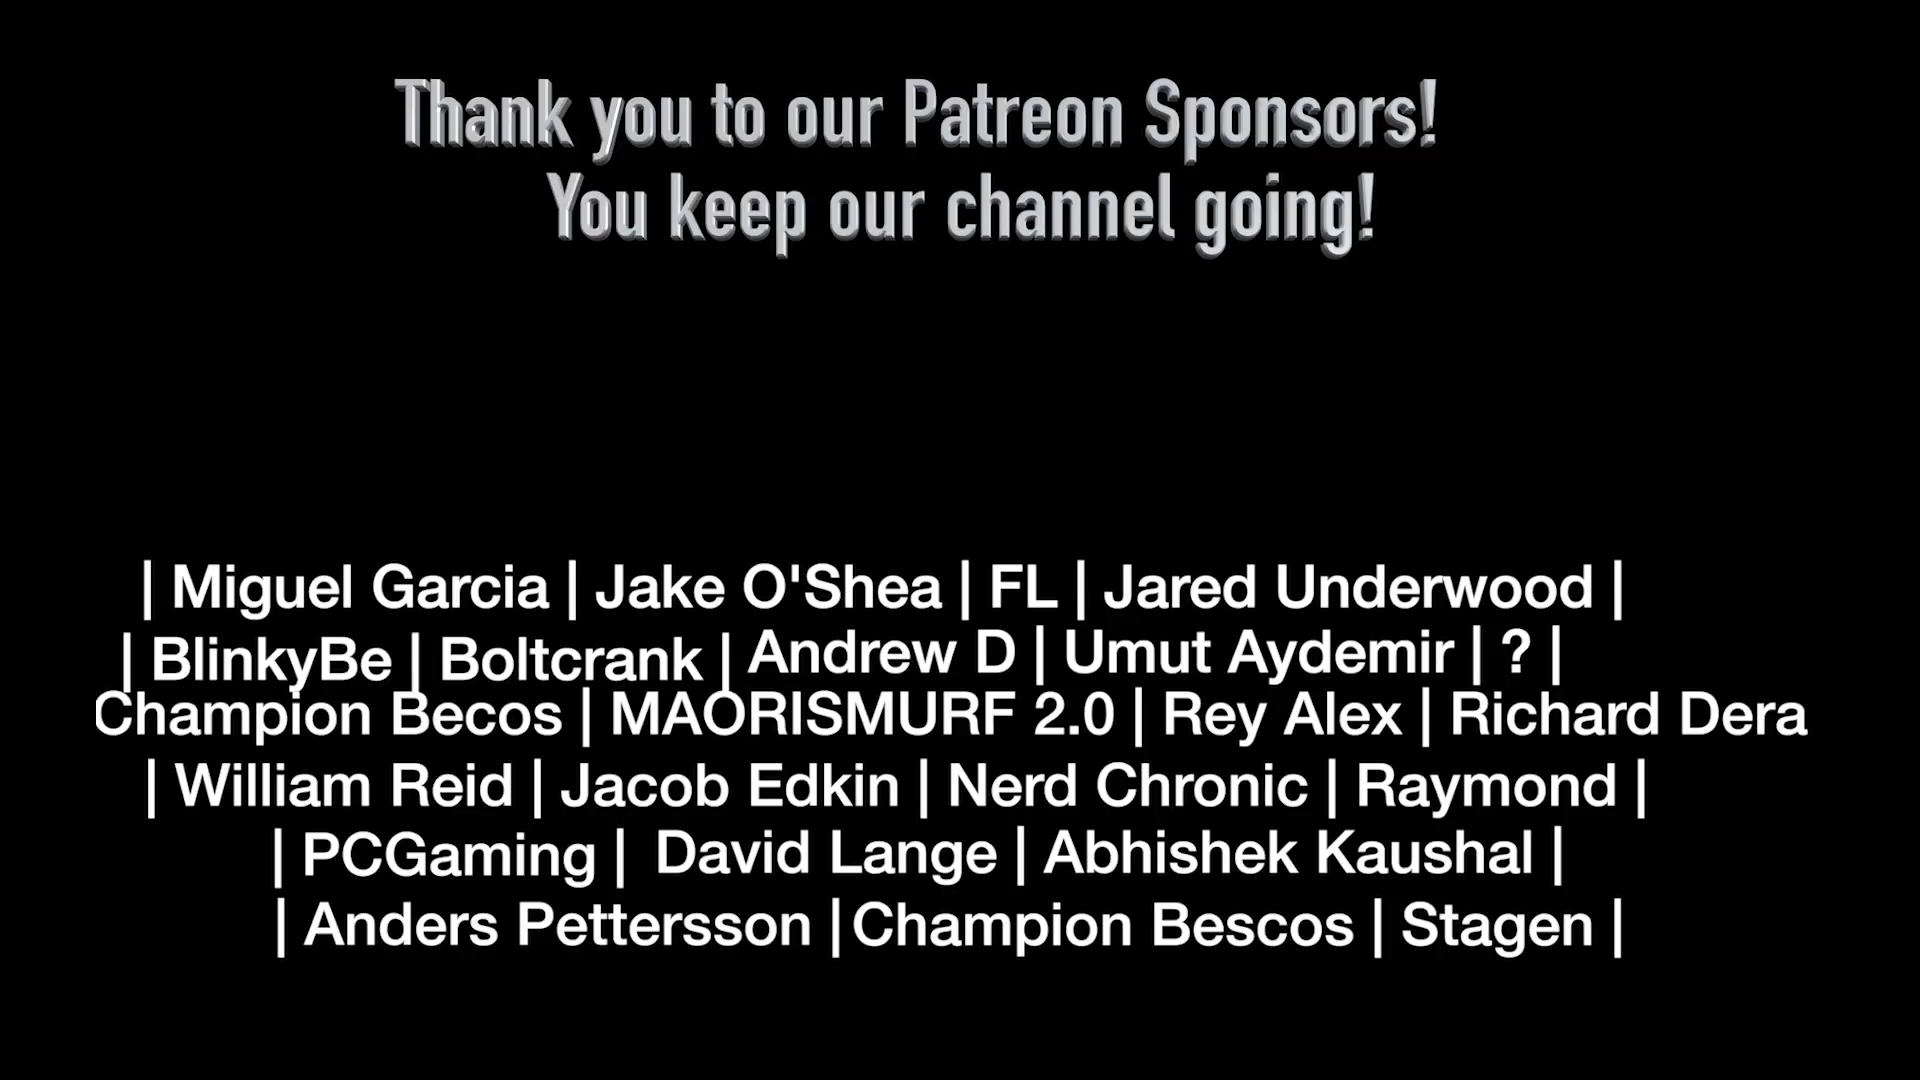 Thank you to our Patreon Sponsors!
You keep our channel going!
| Miguel Garcia | Jake O'Shea | FL | Jared Underwood |
| BlinkyBe | Boltcrank | Andrew D | Umut Aydemir | ? |
Champion Becos | MAORISMURF 2.0 | Rey Alex | Richard Dera
| William Reid | Jacob Edkin | Nerd Chronic | Raymond |
| PCGaming | David Lange | Abhishek Kaushal |
| Anders Pettersson | Champion Bescos | Stagen |